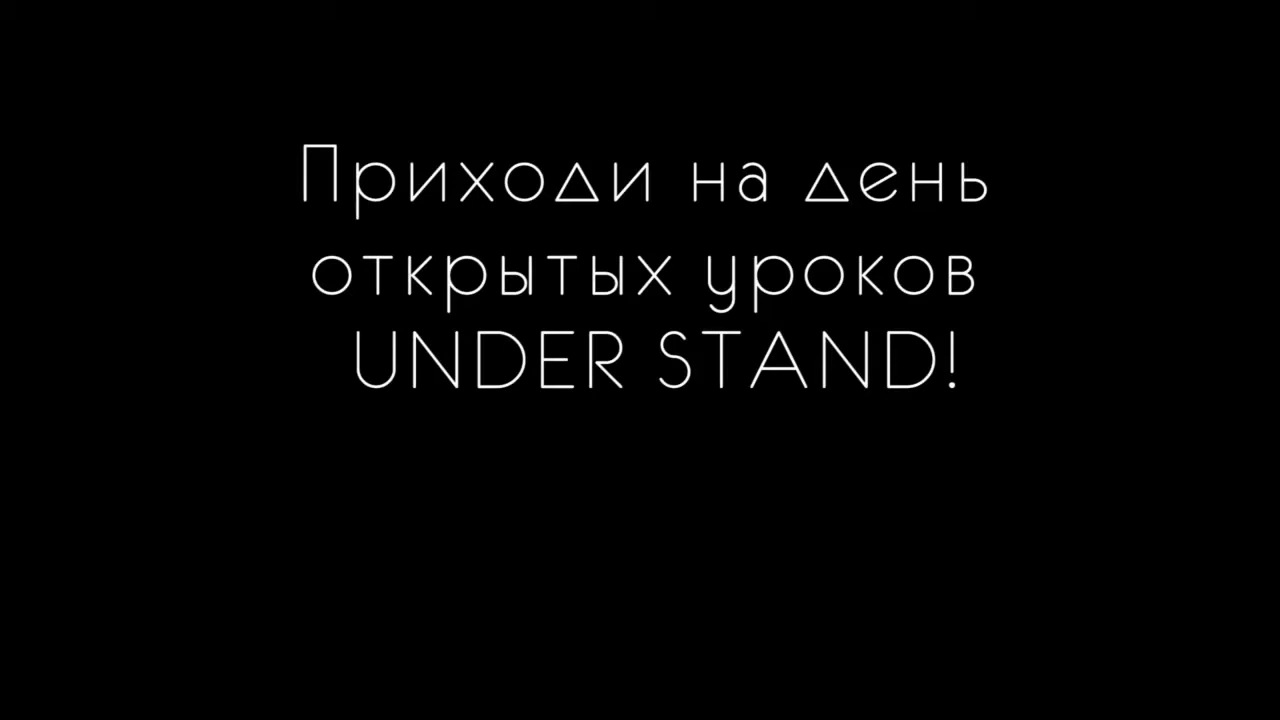 Приходи на день
открытых уроков
UNDER STAND!